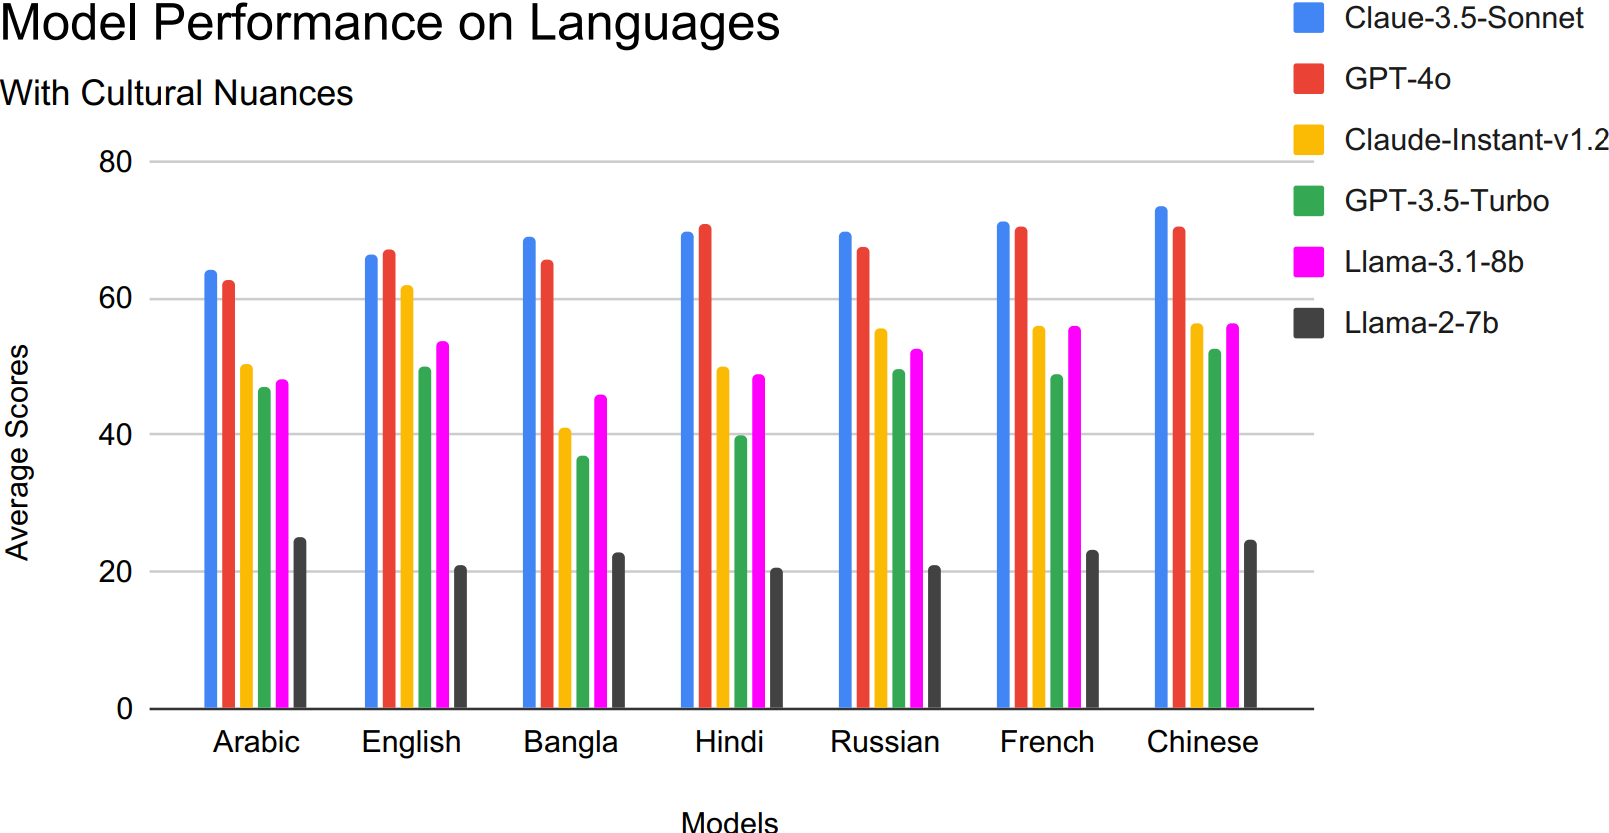 Model Performance on Languages
With Cultural Nuances
Claue-3.5-Sonnet
GPT-4o
Claude-Instant-v1.2
GPT-3.5-Turbo
Llama-3.1-8b
Llama-2-7b
Average Scores
80
60
40
20
0
Arabic English Bangla Hindi Russian French Chinese
Models